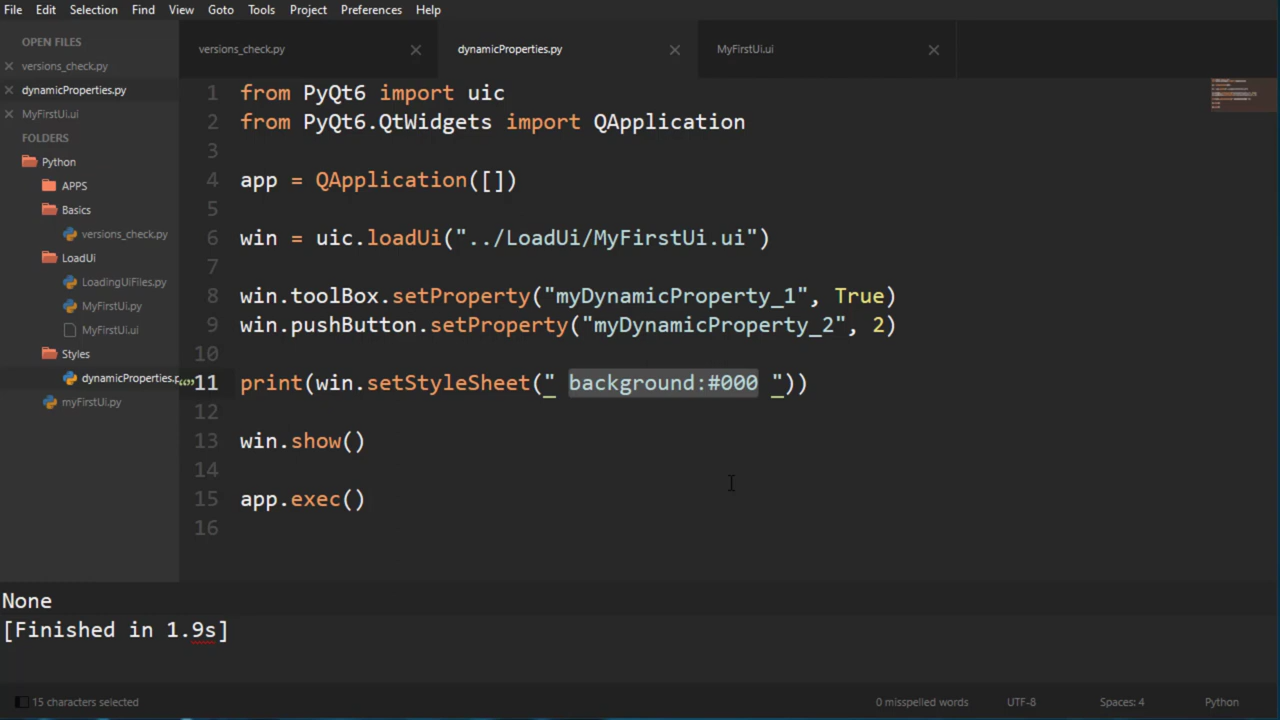 File Edit Selection Find View Goto Tools Project Preferences Help
OPEN FILES
versions_check.py
dynamicProperties.py
MyFirstUi.ui
FOLDERS
Python
APPS
Basics
versions_check.py
LoadUi
LoadingUiFiles.py
MyFirstUi.py
MyFirstUi.ui
Styles
dynamicProperties.p
myFirstUi.py
versions_check.py dynamicProperties.py MyFirstUi.ui
1 from PyQt6 import uic
2 from PyQt6.QtWidgets import QApplication
3
4 app = QApplication([])
5
6 win = uic.loadUi("../LoadUi/MyFirstUi.ui")
7
8 win.toolBox.setProperty("myDynamicProperty_1", True)
9 win.pushButton.setProperty("myDynamicProperty_2", 2)
10
11 print(win.setStyleSheet(" background:#000 "))
12
13 win.show()
14
15 app.exec()
16
None
[Finished in 1.9s]
15 characters selected 0 misspelled words UTF-8 Spaces: 4 Python